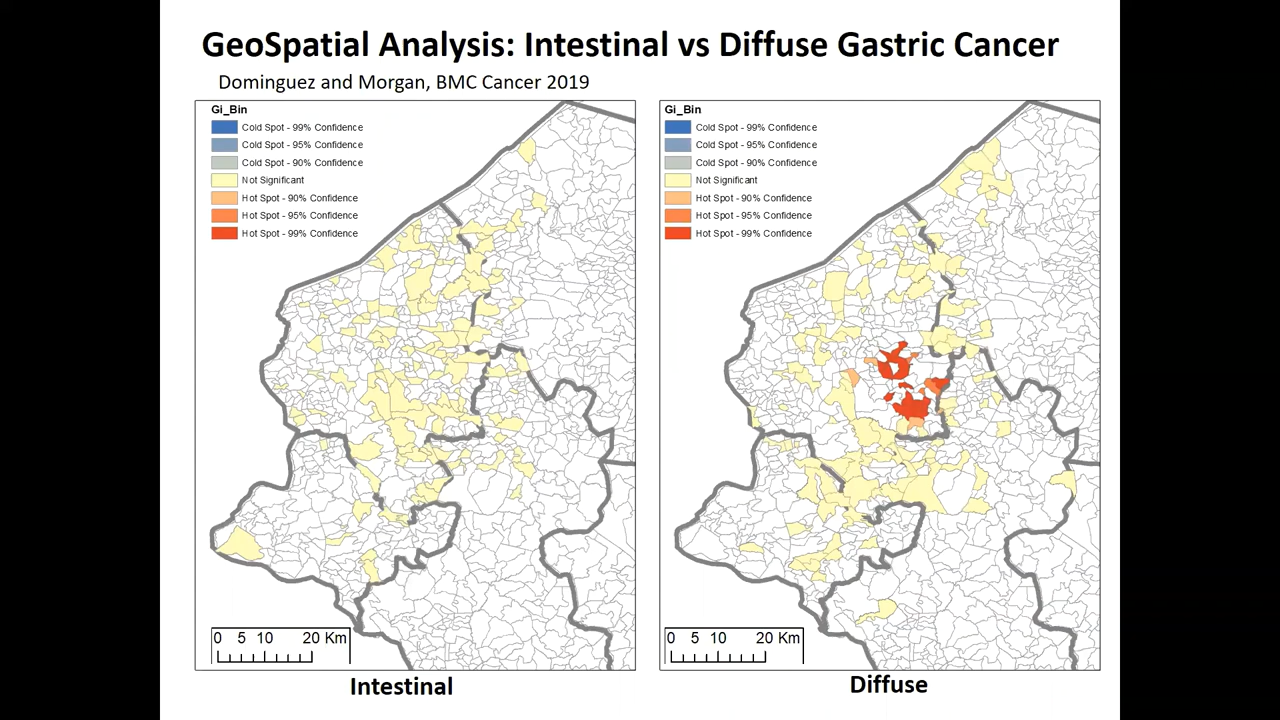 GeoSpatial Analysis: Intestinal vs Diffuse Gastric Cancer
Dominguez and Morgan, BMC Cancer 2019
Gi_Bin
Cold Spot - 99% Confidence
Cold Spot - 95% Confidence
Cold Spot - 90% Confidence
Not Significant
Hot Spot - 90% Confidence
Hot Spot - 95% Confidence
Hot Spot - 99% Confidence
0 5 10 20 Km
Intestinal
Gi_Bin
Cold Spot - 99% Confidence
Cold Spot - 95% Confidence
Cold Spot - 90% Confidence
Not Significant
Hot Spot - 90% Confidence
Hot Spot - 95% Confidence
Hot Spot - 99% Confidence
0 5 10 20 Km
Diffuse